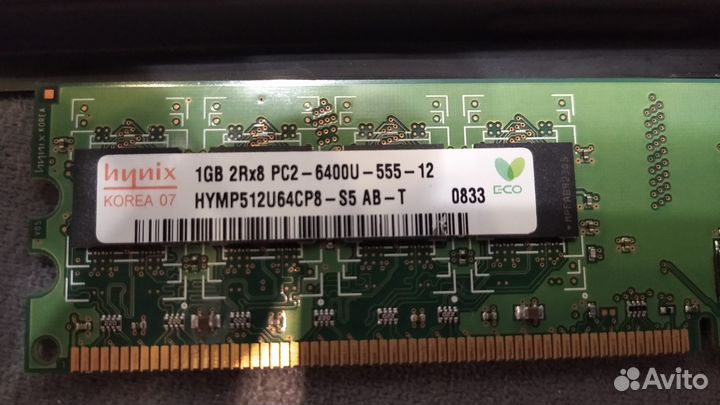 hynix
KOREA 07
1GB 2Rx8 PC2-6400U-555-12
HYMP512U64CP8-S5 AB-T
0833
ECO
Avito